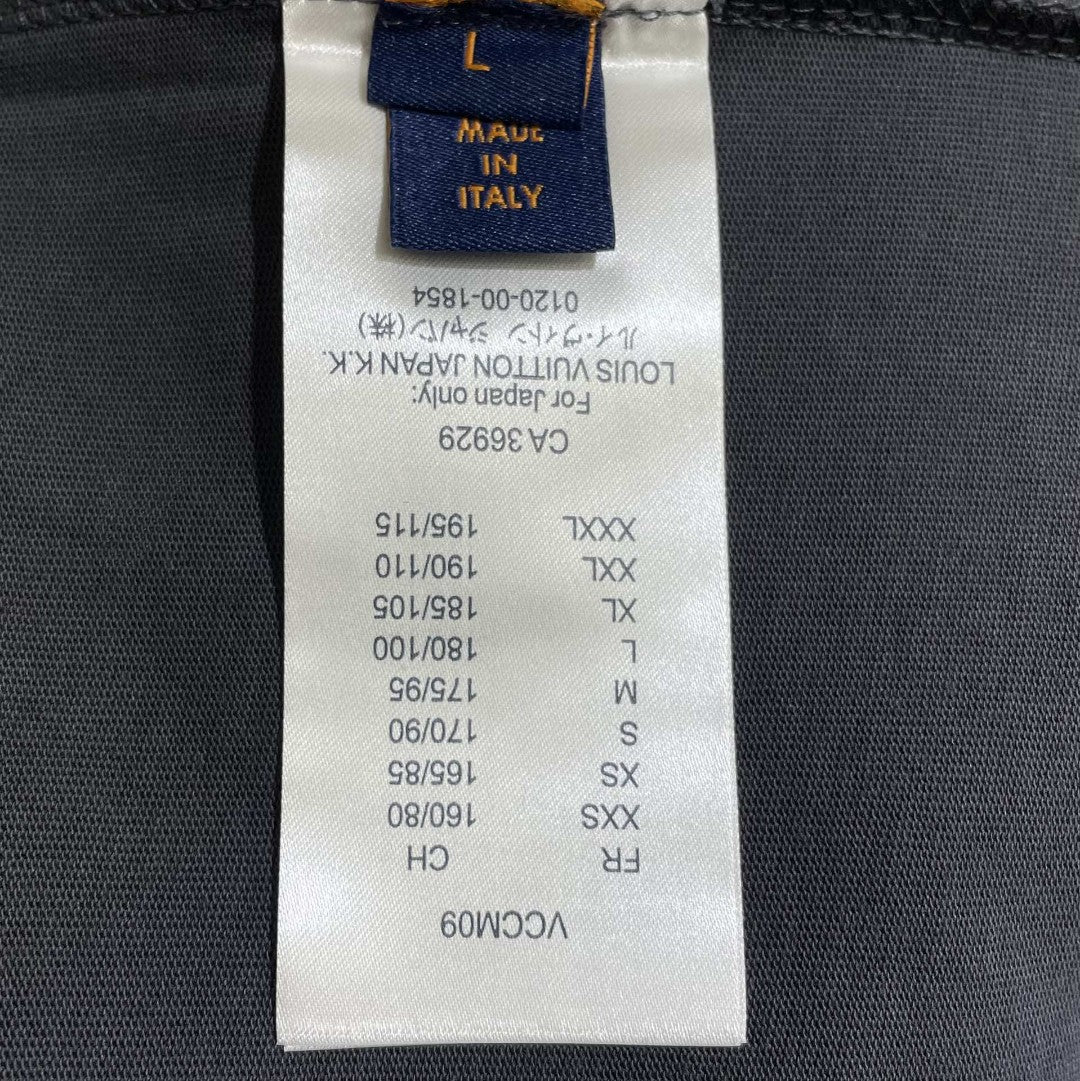 L
MADE
IN
ITALY
VCCM09
FR CH
XXS 160/80
XS 165/85
S 170/90
M 175/95
L 180/100
XL 185/105
XXL 190/110
XXXL 195/115
CA 36929
For Japan only:
LOUIS VUITTON JAPAN K.K.
ルイ・ヴィトン ジャパン(株)
0120-00-1854